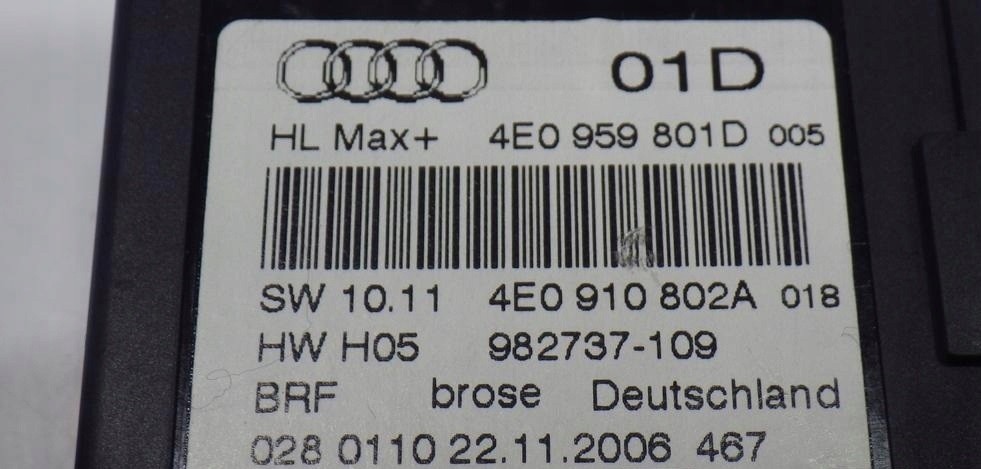 01D
HL Max+ 4E0 959 801D 005
SW 10.11 4E0 910 802A 018
HW H05 982737-109
BRF brose Deutschland
028 0110 22.11.2006 467